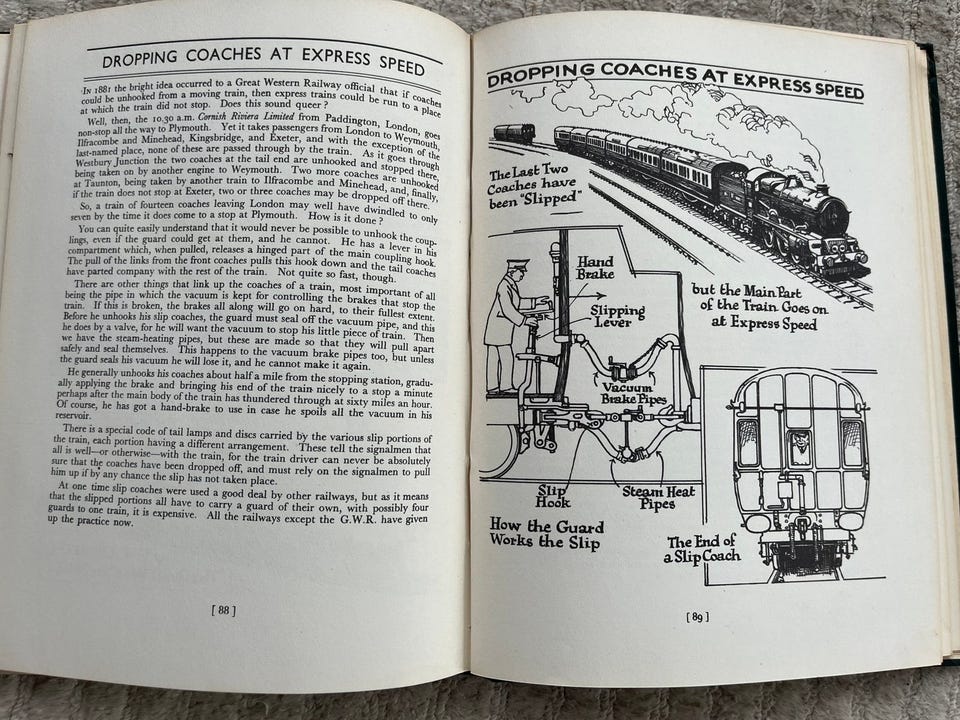 DROPPING COACHES AT EXPRESS SPEED
In 1881 the bright idea occurred to a Great Western Railway official that if coaches
could be unhooked from a moving train, then express trains could be run to a place
at which the train did not stop. Does this sound queer ?
Well, then, the 10.30 a.m. Cornish Riviera Limited from Paddington, London, goes
non-stop all the way to Plymouth. Yet it takes passengers from London to Weymouth,
Ilfracombe and Minehead, Kingsbridge, and Exeter, and with the exception of the
last-named place, none of these are passed through by the train. As it goes through
Westbury Junction the two coaches at the tail end are unhooked and stopped there,
being taken on by another engine to Weymouth. Two more coaches are unhooked
at Taunton, being taken by another train to Ilfracombe and Minehead, and, finally,
if the train does not stop at Exeter, two or three coaches may be dropped off there.
So, a train of fourteen coaches leaving London may well have dwindled to only
seven by the time it does come to a stop at Plymouth. How is it done ?
You can quite easily understand that it would never be possible to unhook the coup-
lings, even if the guard could get at them, and he cannot. He has a lever in his
compartment which, when pulled, releases a hinged part of the main coupling hook.
The pull of the links from the front coaches pulls this hook down and the tail coaches
have parted company with the rest of the train. Not quite so fast, though.
There are other things that link up the coaches of a train, most important of all
being the pipe in which the vacuum is kept for controlling the brakes that stop the
train. If this is broken, the brakes all along will go on hard, to their fullest extent.
Before he unhooks his slip coaches, the guard must seal off the vacuum pipe, and this
he does by a valve, for he will want the vacuum to stop his little piece of train. Then
we have the steam-heating pipes, but these are made so that they will pull apart
safely and seal themselves. This happens to the vacuum brake pipes too, but unless
the guard seals his vacuum he will lose it, and he cannot make it again.
He generally unhooks his coaches about half a mile from the stopping station, gradu-
ally applying the brake and bringing his end of the train nicely to a stop a minute
perhaps after the main body of the train has thundered through at sixty miles an hour.
Of course, he has got a hand-brake to use in case he spoils all the vacuum in his
reservoir.
There is a special code of tail lamps and discs carried by the various slip portions of
the train, each portion having a different arrangement. These tell the signalmen that
all is well—or otherwise—with the train, for the train driver can never be absolutely
sure that the coaches have been dropped off, and must rely on the signalmen to pull
him up if by any chance the slip has not taken place.
At one time slip coaches were used a good deal by other railways, but as it means
that the slipped portions all have to carry a guard of their own, with possibly four
guards to one train, it is expensive. All the railways except the G.W.R. have given
up the practice now.
[ 88 ]
DROPPING COACHES AT EXPRESS SPEED
The Last Two
Coaches have
been "Slipped"
but the Main Part
of the Train Goes on
at Express Speed
Hand
Brake
Slipping
Lever
Vacuum
Brake Pipes
Slip
Hook
Steam Heat
Pipes
How the Guard
Works the Slip
The End of
a Slip Coach
[ 89 ]